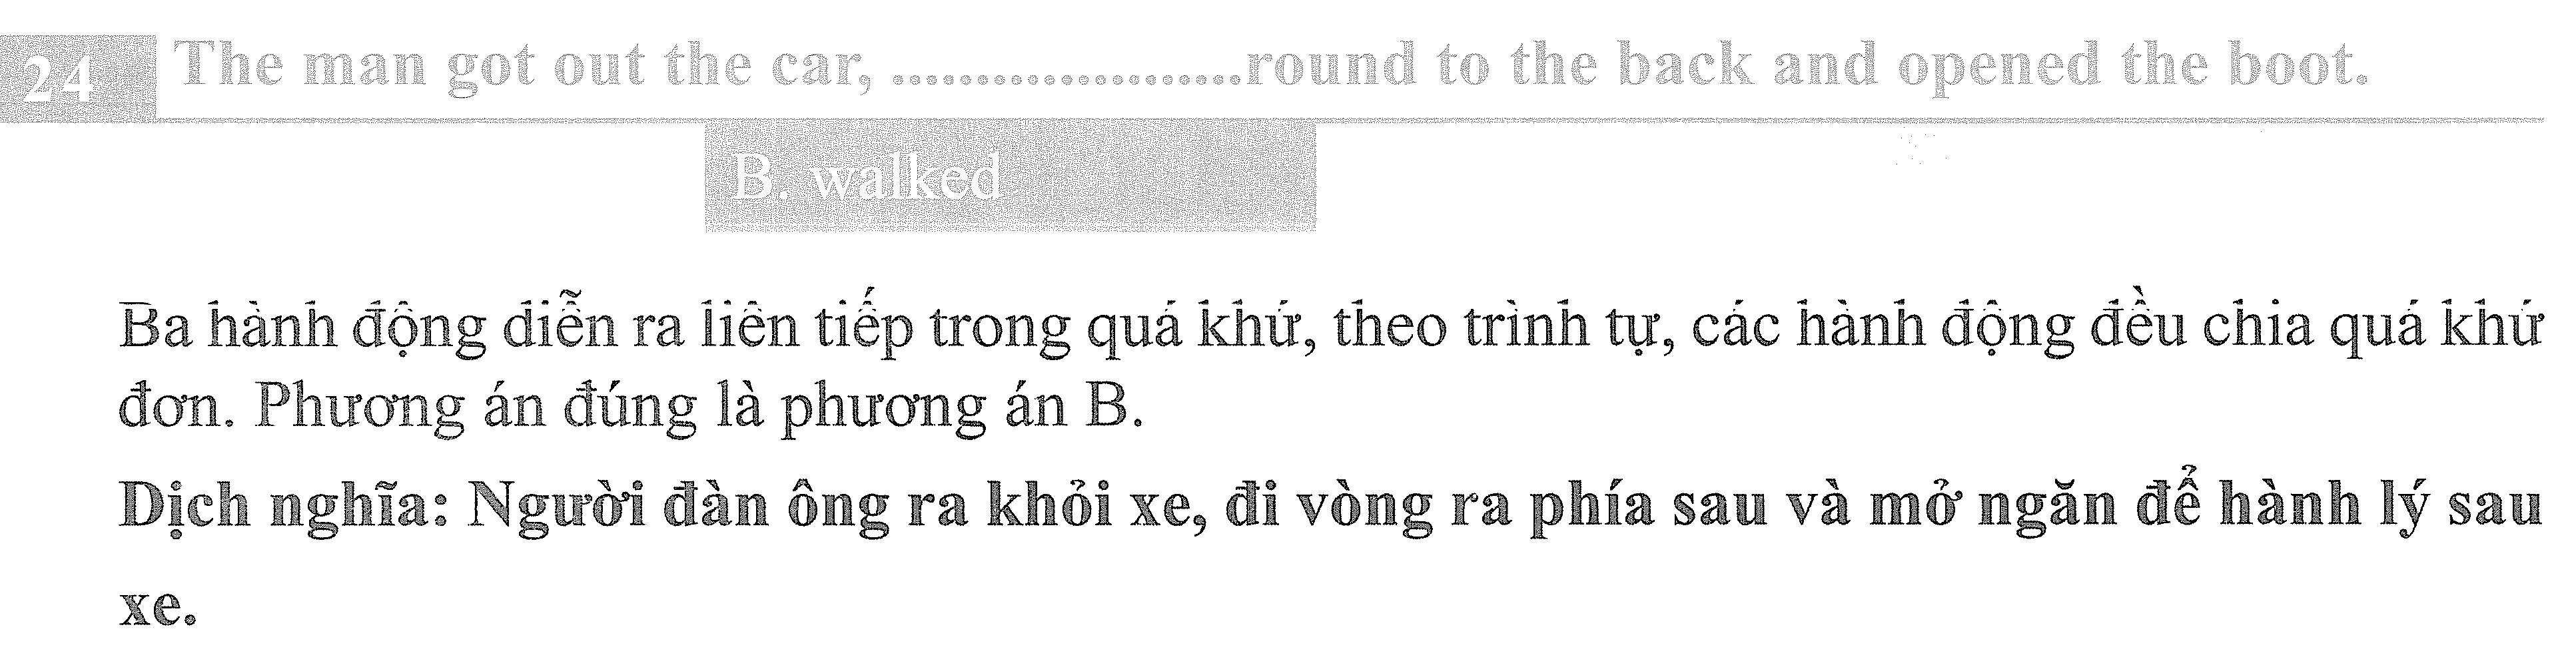 24 The man got out the car, .....................round to the back and opened the boot.
B. walked
Ba hành động diễn ra liên tiếp trong quá khứ, theo trình tự, các hành động đều chia quá khứ
đơn. Phương án đúng là phương án B.
Dịch nghĩa: Người đàn ông ra khỏi xe, đi vòng ra phía sau và mở ngăn để hành lý sau
xe.